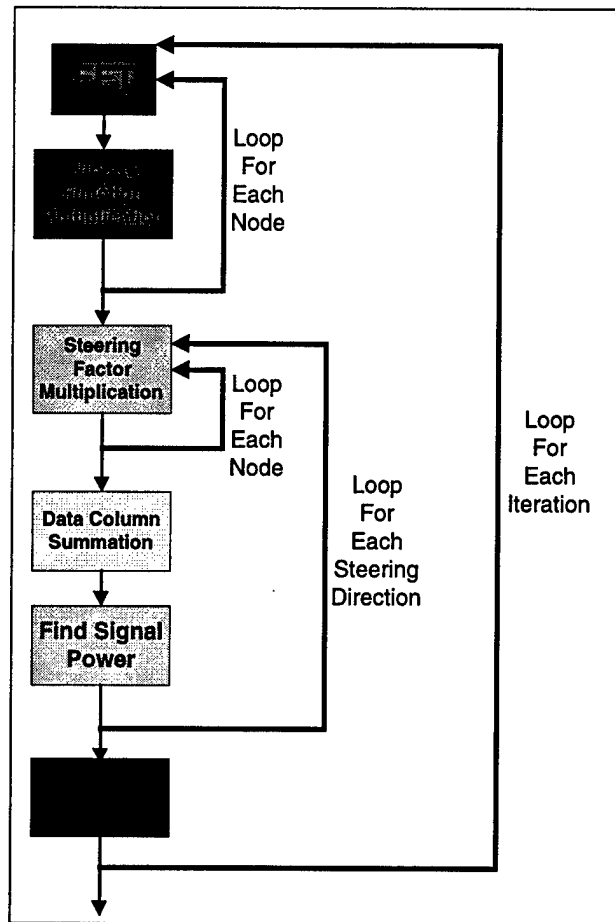 Loop
For
Each
Node
Steering
Factor
Multiplication
Loop
For
Each
Node
Data Column
Summation
Find Signal
Power
Loop
For
Each
Steering
Direction
Loop
For
Each
Iteration